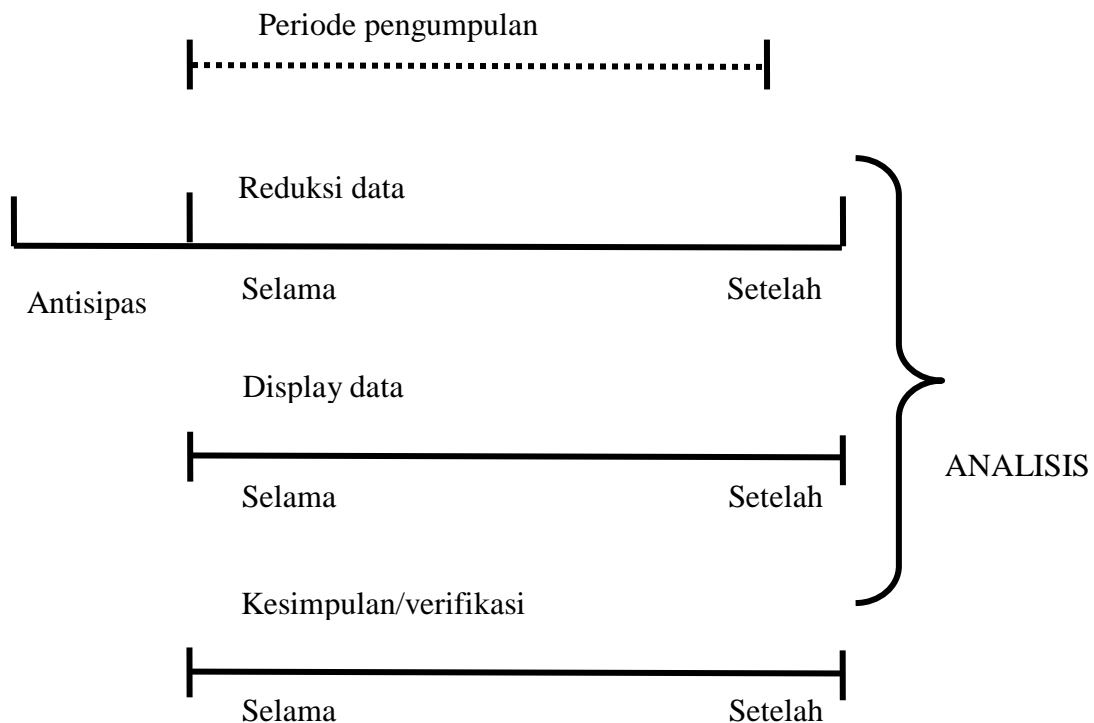 Periode pengumpulan
Reduksi data
Antisipas
Selama
Setelah
Display data
Selama
Setelah
ANALISIS
Kesimpulan/verifikasi
Selama
Setelah